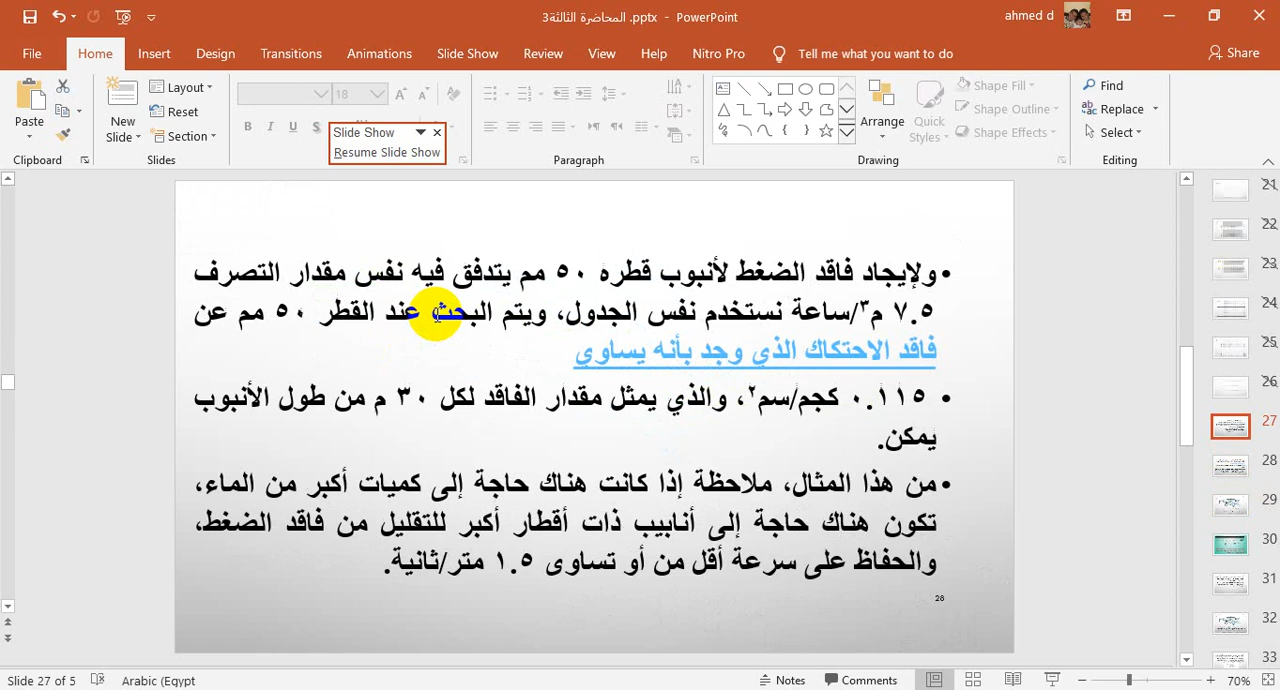 المحاضرة الثالثة3.pptx - PowerPoint
ahmed d
File Home Insert Design Transitions Animations Slide Show Review View Help Nitro Pro Tell me what you want to do Share
Paste
Clipboard
New Slide
Layout
Reset
Section
Slides
18
B I U S
Slide Show
Resume Slide Show
Paragraph
Arrange
Quick Styles
Shape Fill
Shape Outline
Shape Effects
Drawing
Find
Replace
Select
Editing
• ولإيجاد فاقد الضغط لأنبوب قطره ٥٠ مم يتدفق فيه نفس مقدار التصرف
٧.٥ م٣/ساعة نستخدم نفس الجدول، ويتم البحث عند القطر ٥٠ مم عن
فاقد الاحتكاك الذي وجد بأنه يساوي
• ٠.١١٥ كجم/سم٢، والذي يمثل مقدار الفاقد لكل ٣٠ م من طول الأنبوب
يمكن.
• من هذا المثال، ملاحظة إذا كانت هناك حاجة إلى كميات أكبر من الماء،
تكون هناك حاجة إلى أنابيب ذات أقطار أكبر للتقليل من فاقد الضغط،
والحفاظ على سرعة أقل من أو تساوى ١.٥ متر/ثانية.
28
21
22
23
24
25
26
27
28
29
30
31
32
33
Slide 27 of 5 Arabic (Egypt Notes Comments 70%